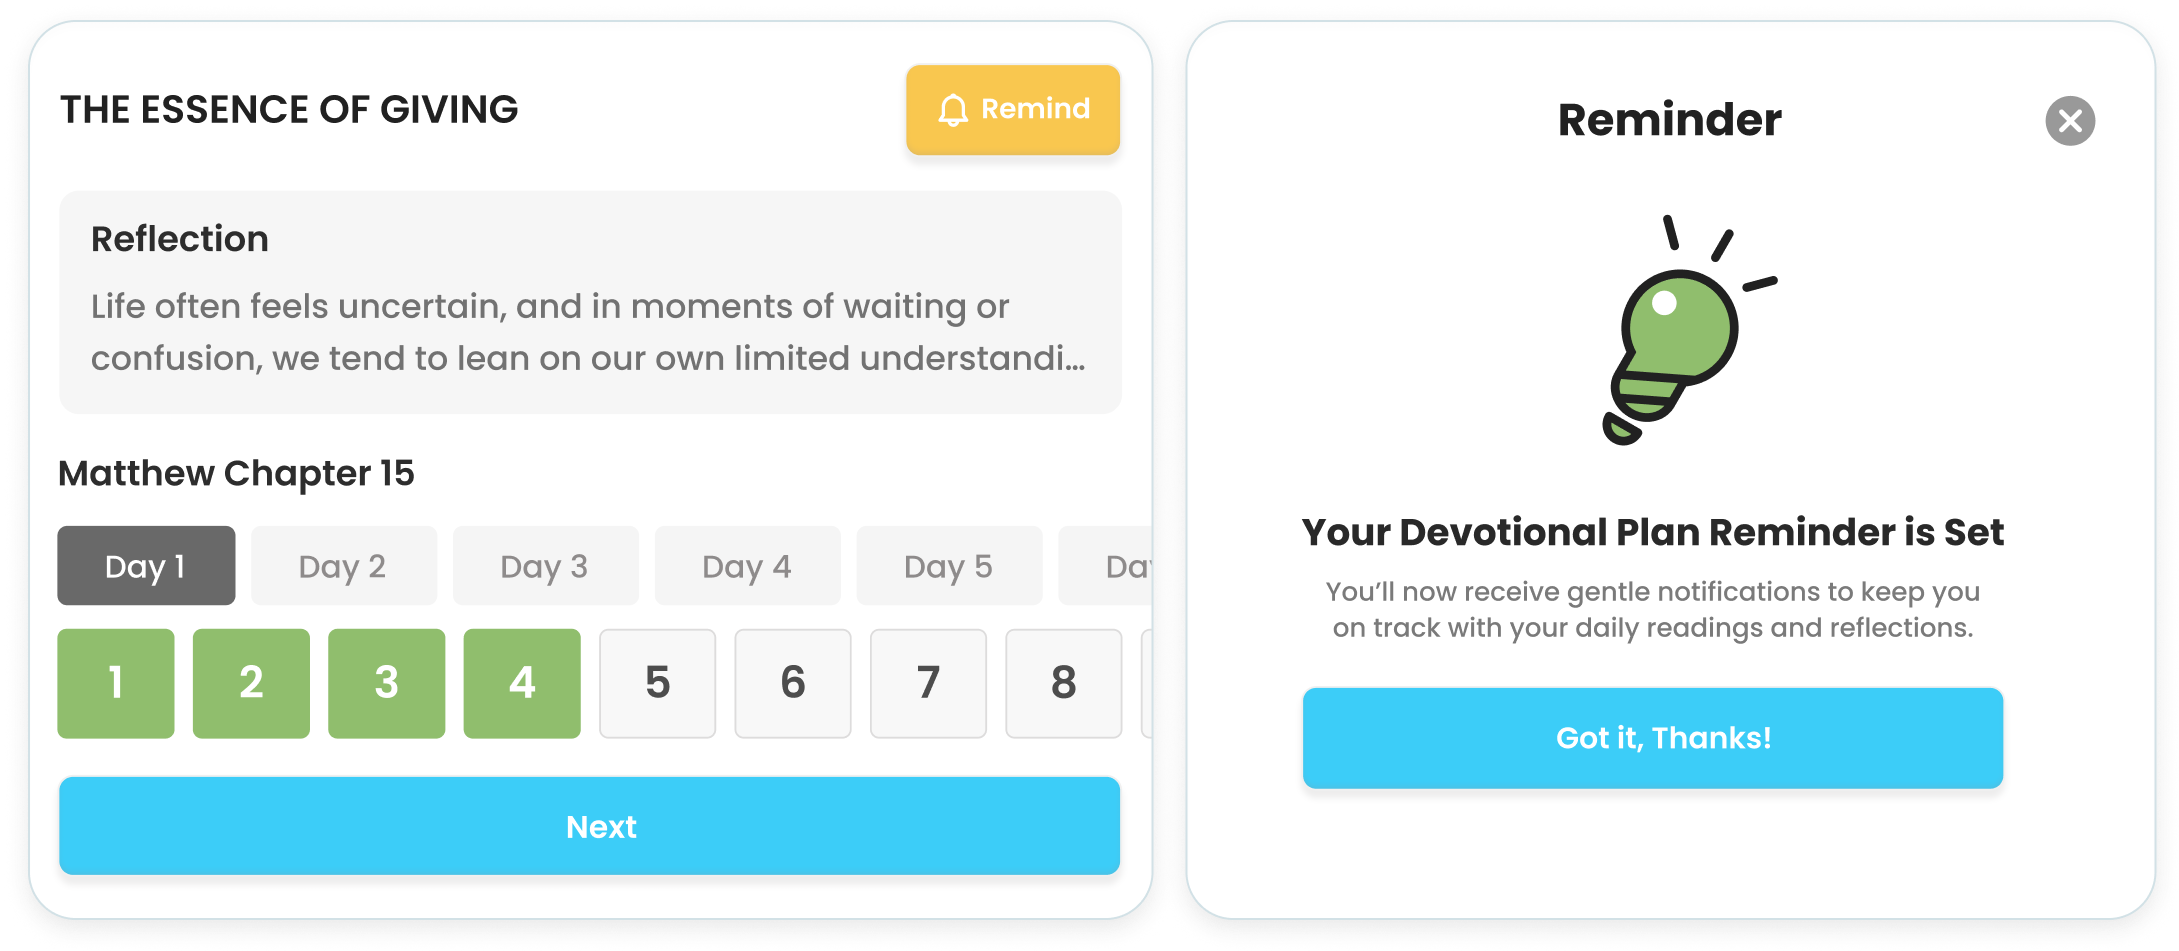 THE ESSENCE OF GIVING
Remind
Reflection
Life often feels uncertain, and in moments of waiting or
confusion, we tend to lean on our own limited understandi...
Matthew Chapter 15
Day 1 Day 2 Day 3 Day 4 Day 5 Day
1 2 3 4 5 6 7 8
Next
Reminder
Your Devotional Plan Reminder is Set
You’ll now receive gentle notifications to keep you
on track with your daily readings and reflections.
Got it, Thanks!